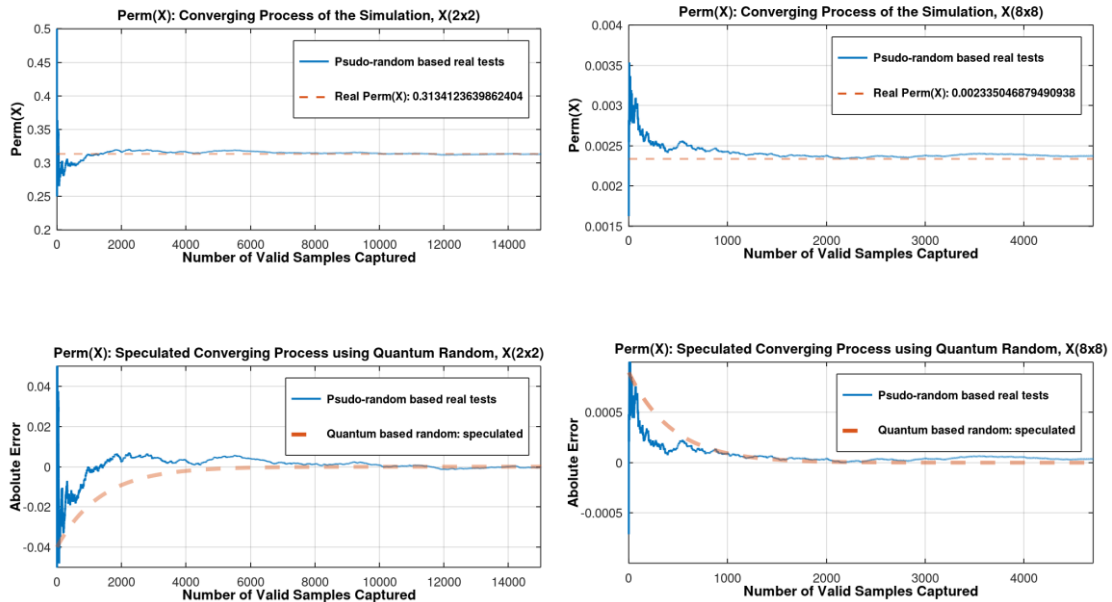 Perm(X): Converging Process of the Simulation, X(2x2)
Perm(X)
0.5
0.45
0.4
0.35
0.3
0.25
0.2
Psudo-random based real tests
Real Perm(X): 0.3134123639862404
0
2000
4000
6000
8000
10000
12000
14000
Number of Valid Samples Captured
Perm(X): Converging Process of the Simulation, X(8x8)
Perm(X)
0.004
0.0035
0.003
0.0025
0.002
0.0015
Psudo-random based real tests
Real Perm(X): 0.002335046879490938
0
1000
2000
3000
4000
Number of Valid Samples Captured
Perm(X): Speculated Converging Process using Quantum Random, X(2x2)
Abolute Error
0.04
0.02
0
-0.02
-0.04
Psudo-random based real tests
Quantum based random: speculated
0
2000
4000
6000
8000
10000
12000
14000
Number of Valid Samples Captured
Perm(X): Speculated Converging Process using Quantum Random, X(8x8)
Abolute Error
0.0005
0
-0.0005
Psudo-random based real tests
Quantum based random: speculated
0
1000
2000
3000
4000
Number of Valid Samples Captured